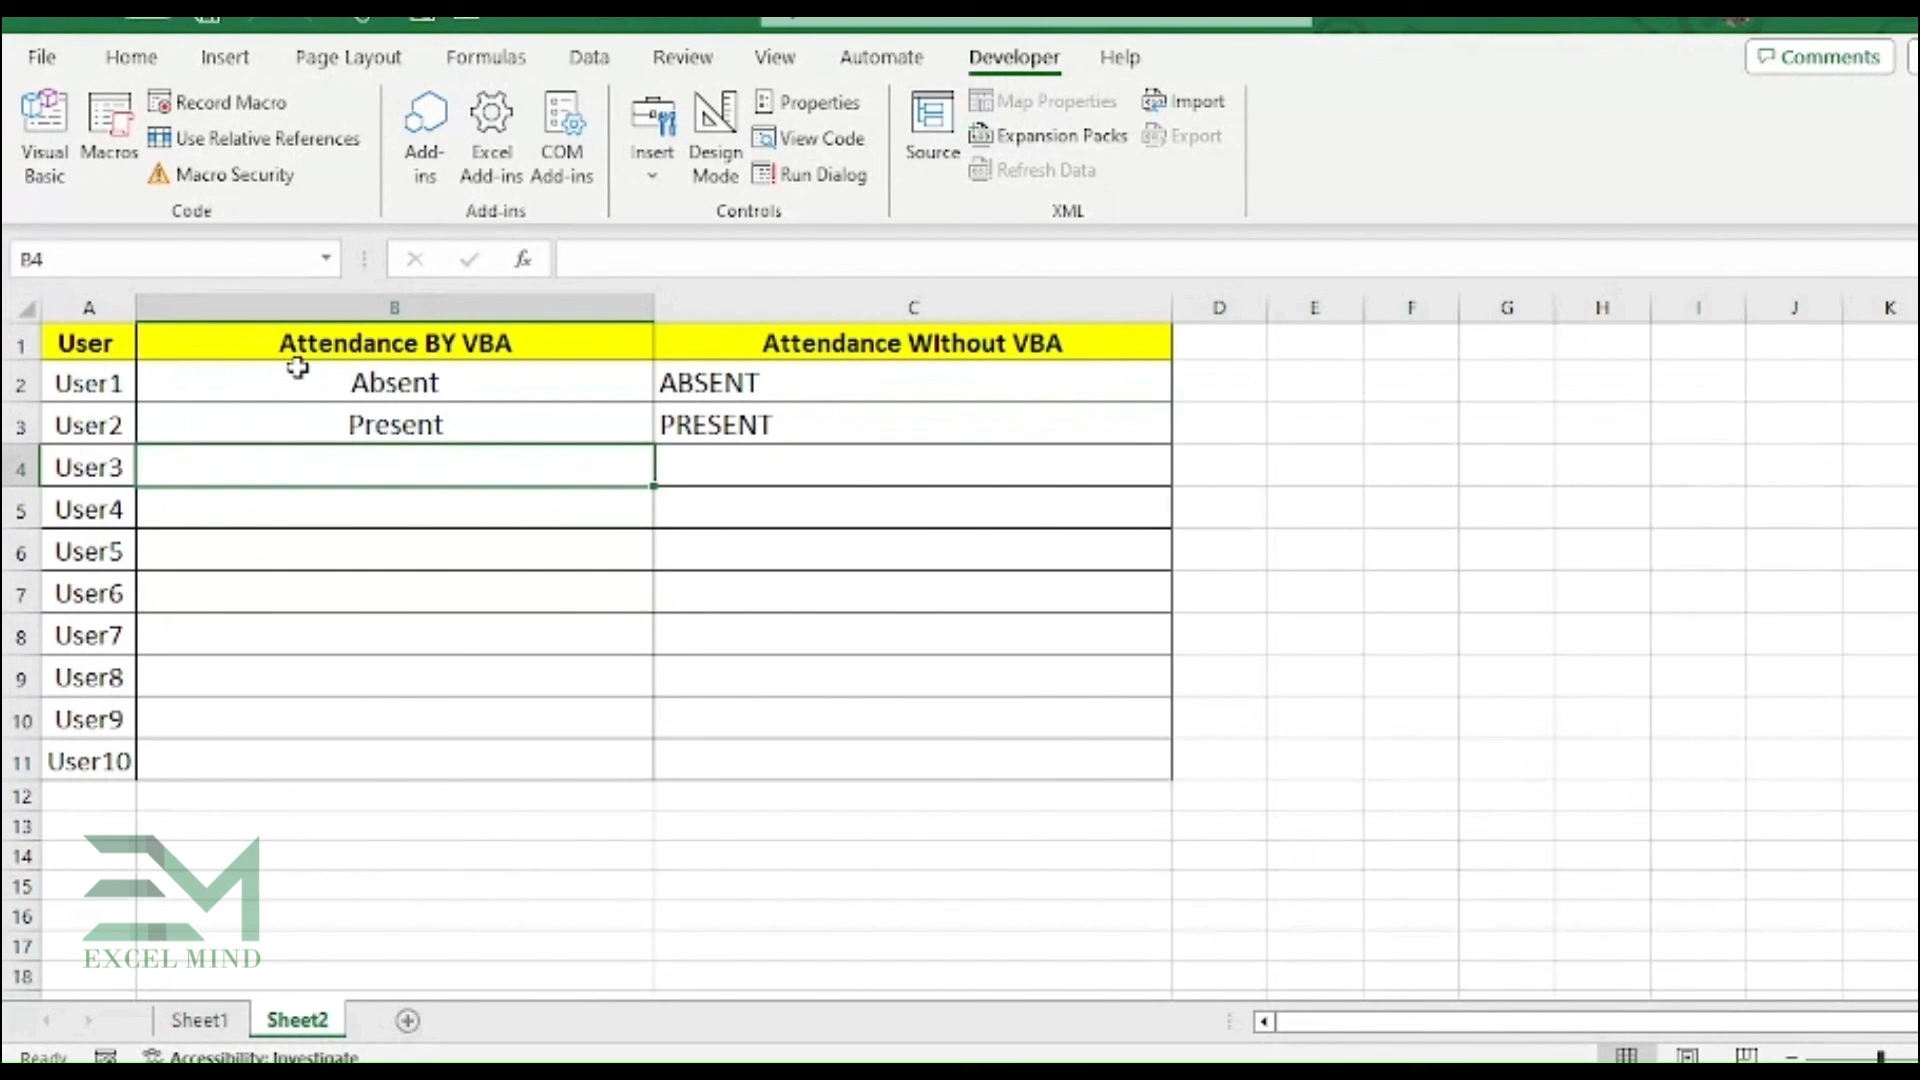 File Home Insert Page Layout Formulas Data Review View Automate Developer Help Comments
Visual Basic
Macros
Record Macro
Use Relative References
Macro Security
Code
Add-ins
Excel Add-ins
COM Add-ins
Add-ins
Insert
Design Mode
Properties
View Code
Run Dialog
Controls
Source
Map Properties
Expansion Packs
Refresh Data
Import
Export
XML
B4
fx
A B C D E F G H I J K
1 User Attendance BY VBA Attendance WIthout VBA
2 User1 Absent ABSENT
3 User2 Present PRESENT
4 User3
5 User4
6 User5
7 User6
8 User7
9 User8
10 User9
11 User10
12
13
14
15
16
17
18
EM
EXCEL MIND
Sheet1 Sheet2
Ready Accessibility: Investigate